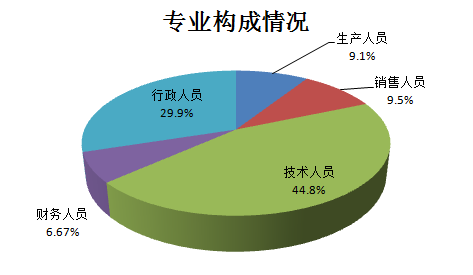 专业构成情况
生产人员
9.1%
销售人员
9.5%
行政人员
29.9%
技术人员
44.8%
财务人员
6.67%